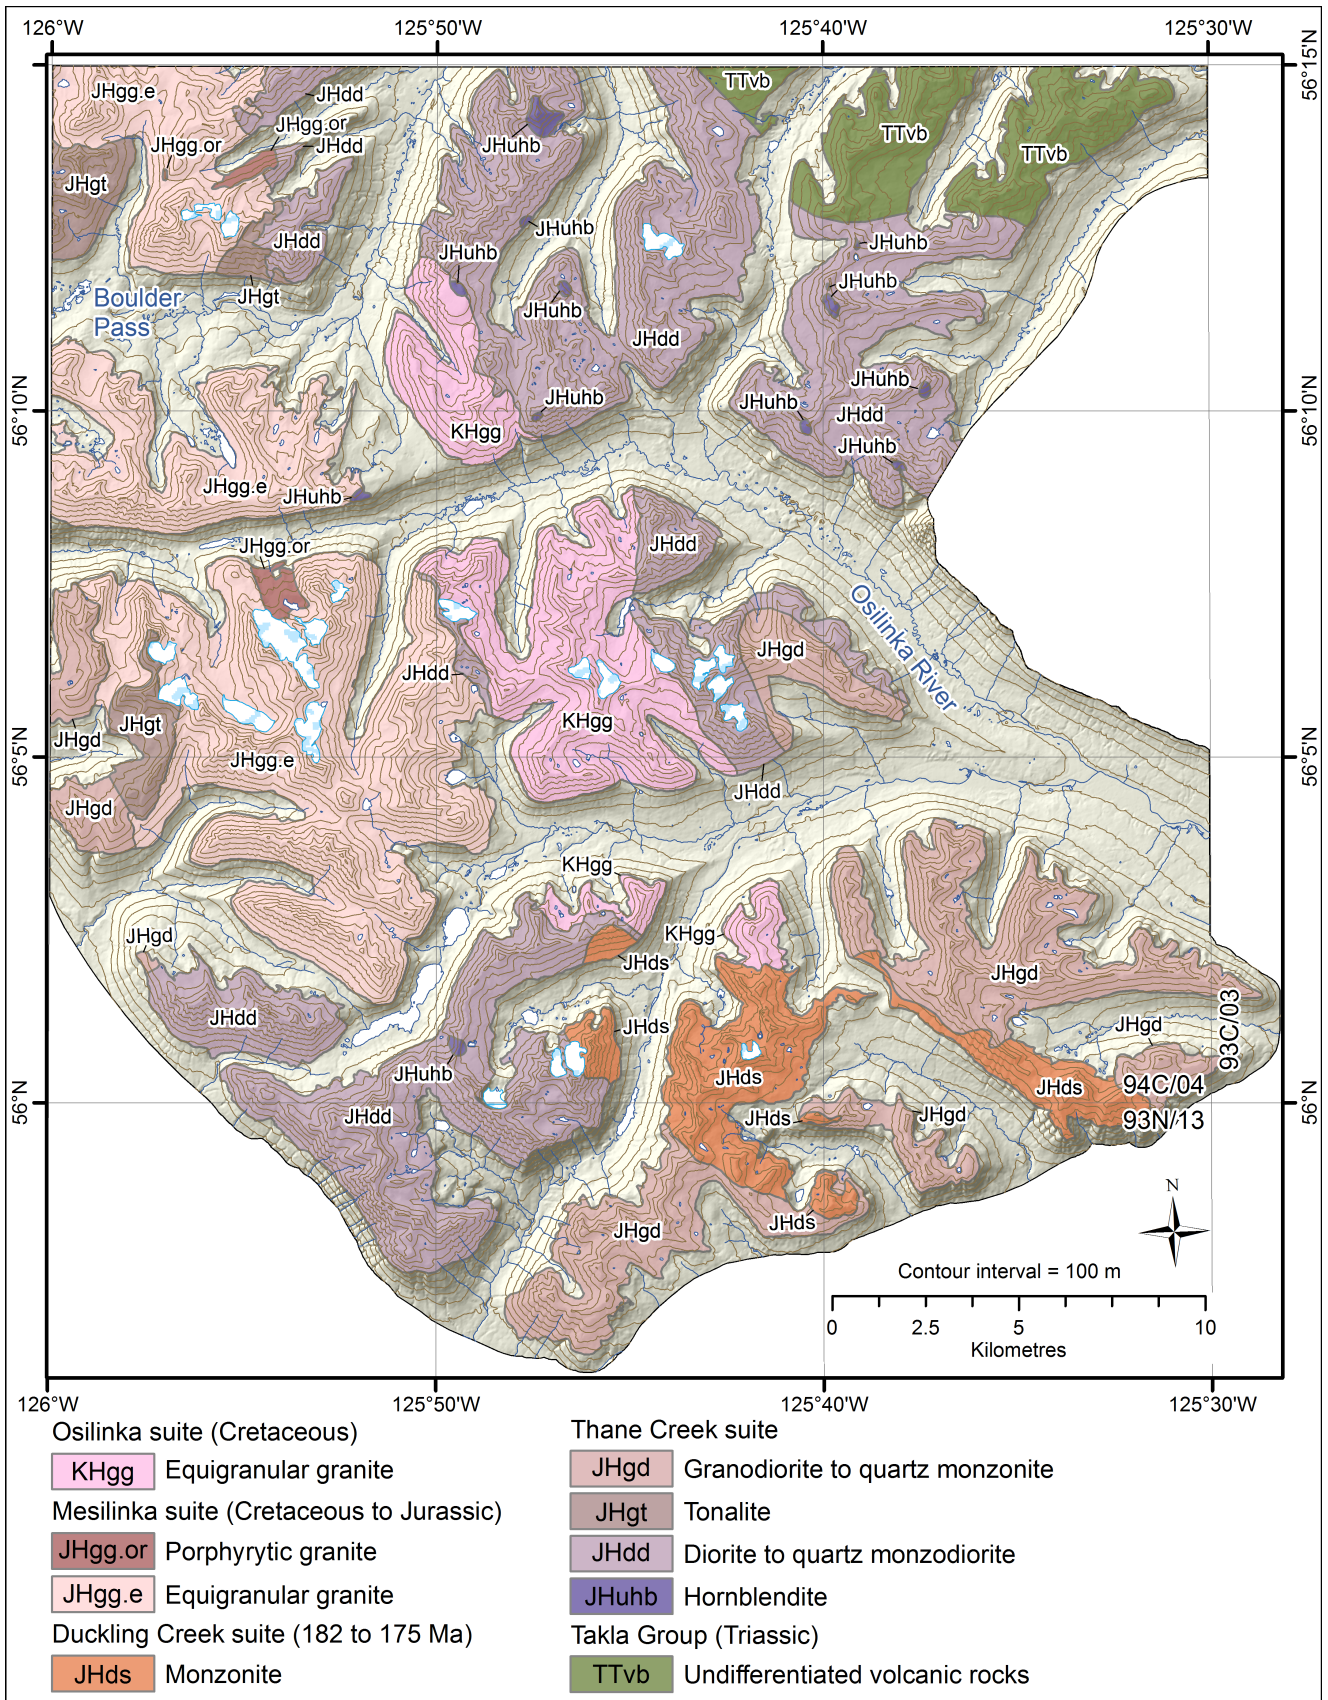 126°W
125°50'W
125°40'W
125°30'W
56°15'N
JHgg.e
JHdd
TTvb
JHgg.or
JHgg.or
JHdd
JHuhb
TTvb
TTvb
JHgt
JHuhb
JHdd
JHuhb
JHuhb
JHgt
JHuhb
JHuhb
Boulder
Pass
JHdd
JHuhb
JHuhb
JHuhb
JHdd
56°10'N
56°10'N
KHgg
JHuhb
JHgg.e
JHuhb
JHgg.or
JHdd
Osilinka River
JHgd
JHdd
KHgg
JHgt
JHgd
JHgg.e
56°5'N
56°5'N
JHdd
JHgd
KHgg
JHgd
KHgg
JHds
JHgd
JHdd
JHds
JHgd
93C/03
JHuhb
JHds
JHds
94C/04
56°N
56°N
JHdd
JHds
JHgd
93N/13
JHgd
JHds
N
Contour interval = 100 m
0 2.5 5 10
Kilometres
126°W
125°50'W
125°40'W
125°30'W
Osilinka suite (Cretaceous)
KHgg Equigranular granite
Mesilinka suite (Cretaceous to Jurassic)
JHgg.or Porphyrytic granite
JHgg.e Equigranular granite
Duckling Creek suite (182 to 175 Ma)
JHds Monzonite
Thane Creek suite
JHgd Granodiorite to quartz monzonite
JHgt Tonalite
JHdd Diorite to quartz monzodiorite
JHuhb Hornblendite
Takla Group (Triassic)
TTvb Undifferentiated volcanic rocks